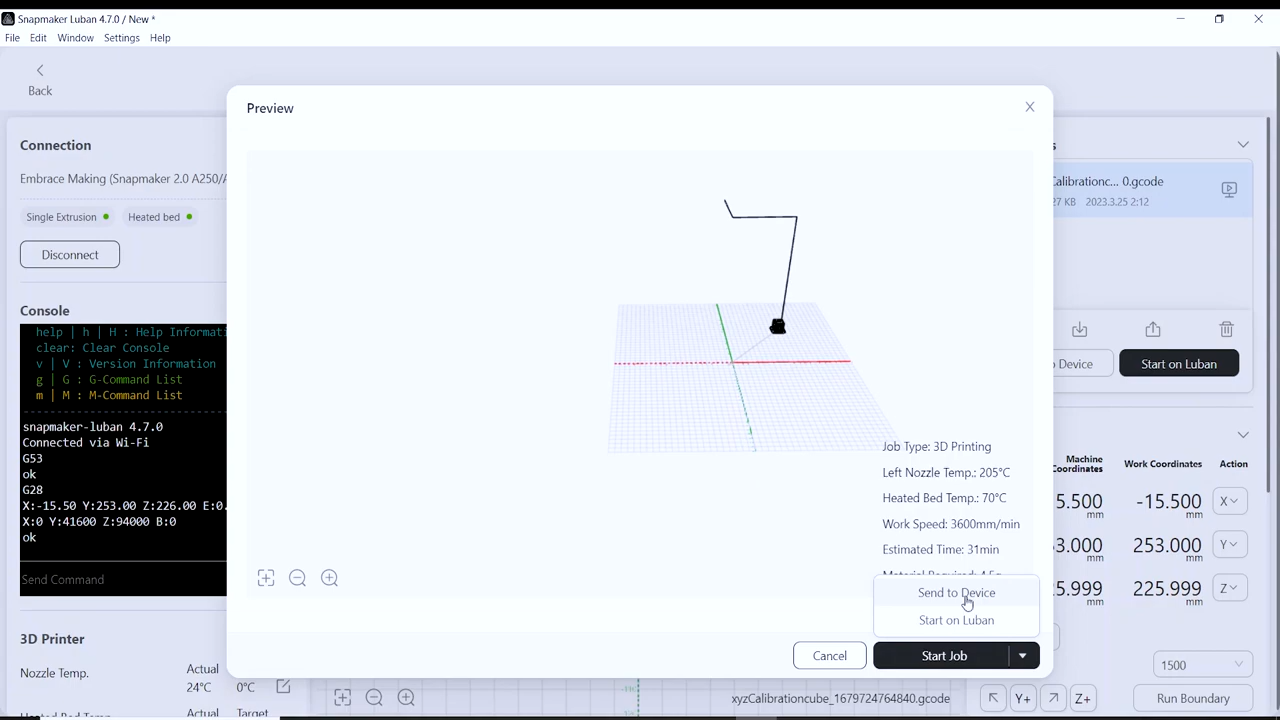 Snapmaker Luban 4.7.0 / New *
File Edit Window Settings Help
Back
Connection
Embrace Making (Snapmaker 2.0 A250/
Single Extrusion
Heated bed
Disconnect
Console
help | h | H : Help Informati
clear: Clear Console
v | V : Version Information
g | G : G-Command List
m | M : M-Command List
snapmaker-luban 4.7.0
Connected via Wi-Fi
G53
ok
G28
X:-15.50 Y:253.00 Z:226.00 E:0.
X:0 Y:41600 Z:94000 B:0
ok
Send Command
3D Printer
Nozzle Temp.
Actual
24°C
0°C
Actual
Target
Preview
Job Type: 3D Printing
Left Nozzle Temp.: 205°C
Heated Bed Temp.: 70°C
Work Speed: 3600mm/min
Estimated Time: 31min
Send to Device
Start on Luban
Cancel
Start Job
s
Calibrationc... 0.gcode
27 KB 2023.3.25 2:12
Device
Start on Luban
Machine Coordinates
Work Coordinates
Action
5.500 mm
-15.500 mm
X
3.000 mm
253.000 mm
Y
5.999 mm
225.999 mm
Z
1500
xyzCalibrationcube_1679724764840.gcode
Y+
Z+
Run Boundary